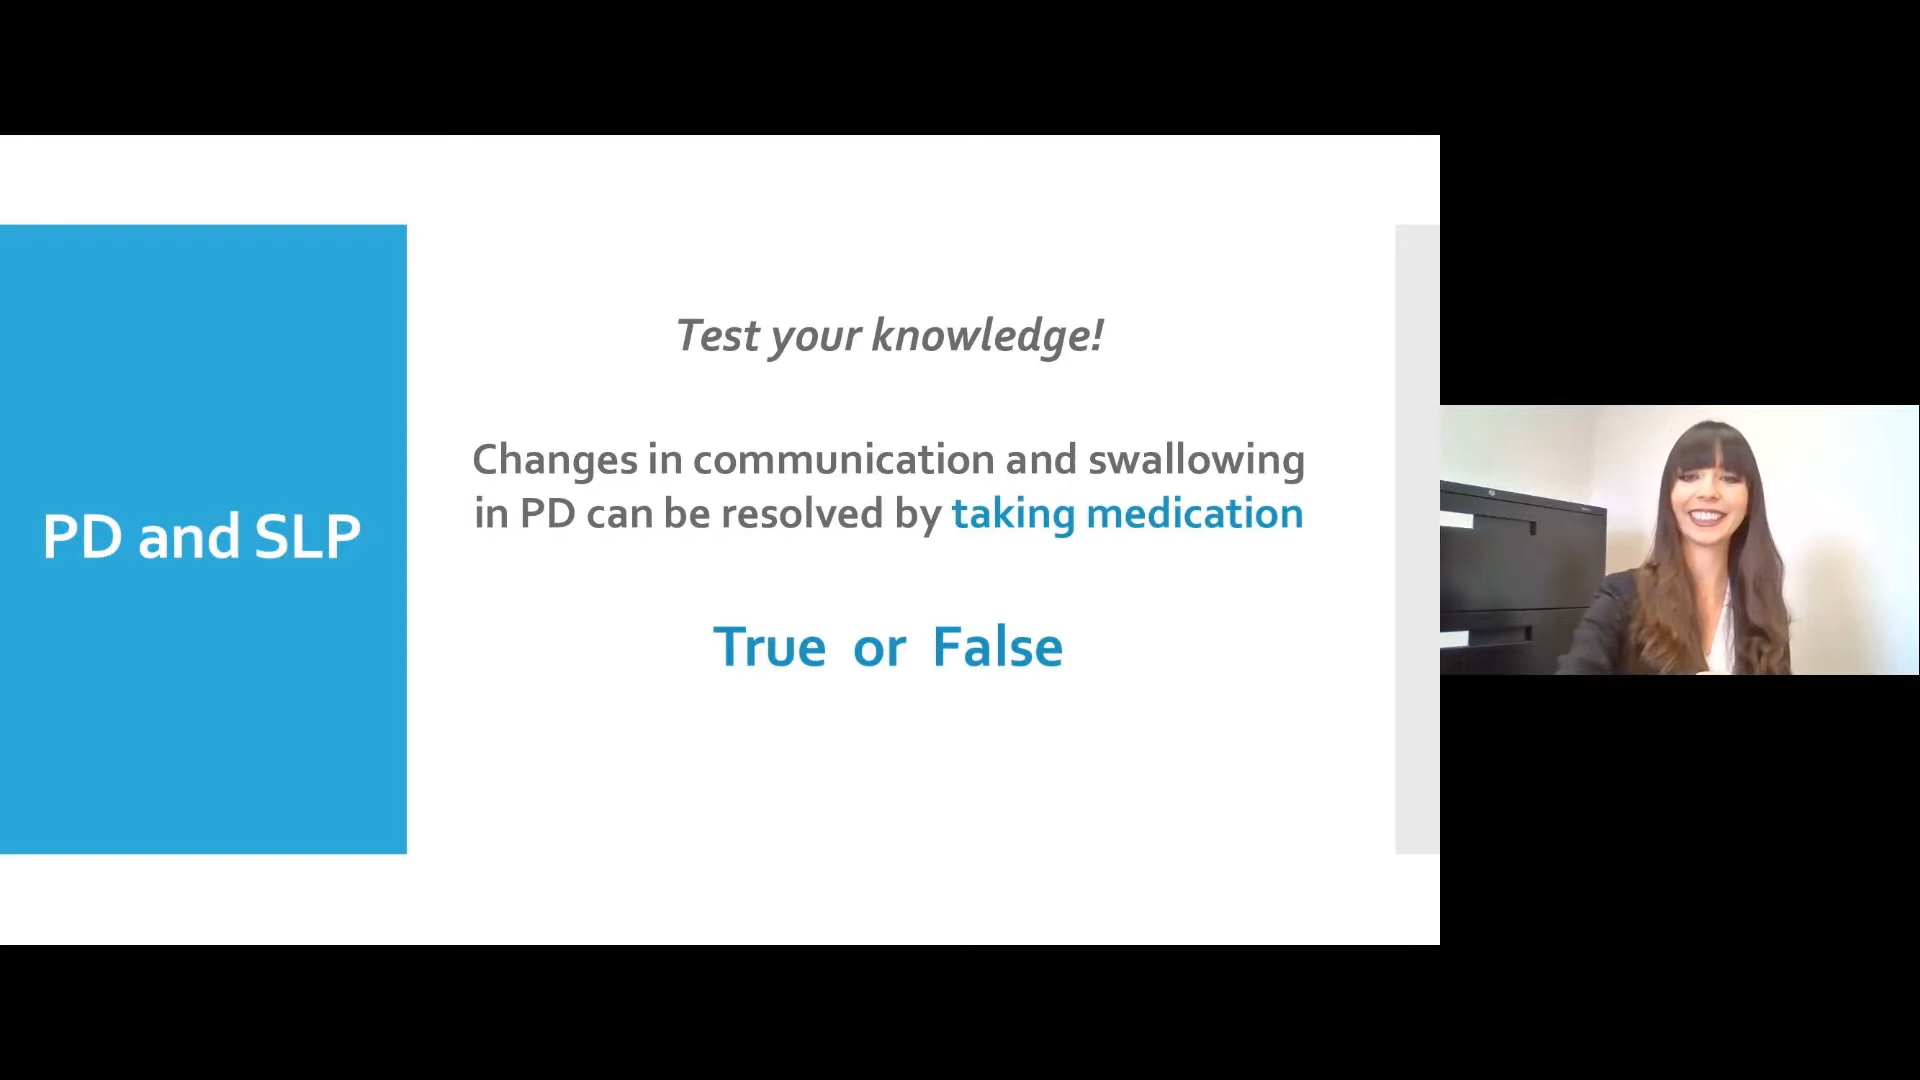 PD and SLP
Test your knowledge!
Changes in communication and swallowing
in PD can be resolved by taking medication
True or False